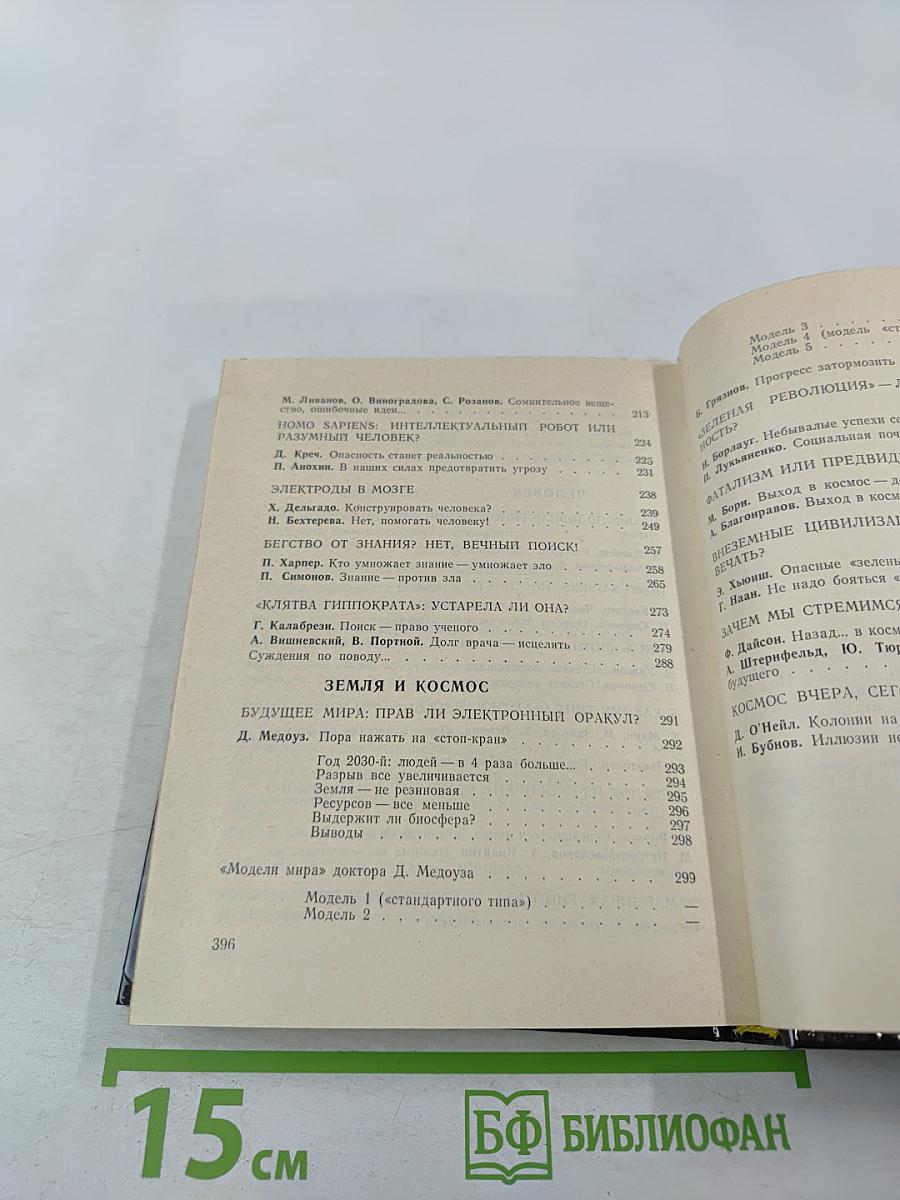 М. Ливанов, О. Виноградова, С. Розанов. Сомнительное веще-
ство, ошибочные идеи... 213
HOMO SAPIENS: ИНТЕЛЛЕКТУАЛЬНЫЙ РОБОТ ИЛИ
РАЗУМНЫЙ ЧЕЛОВЕК? 224
Д. Креч. Опасность станет реальностью 225
П. Анохин. В наших силах предотвратить угрозу 231
ЭЛЕКТРОДЫ В МОЗГЕ 238
Х. Дельгадо. Конструировать человека? 239
Н. Бехтерева. Нет, помогать человеку! 249
БЕГСТВО ОТ ЗНАНИЯ? НЕТ, ВЕЧНЫЙ ПОИСК! 257
П. Харпер. Кто умножает знание — умножает зло 258
П. Симонов. Знание — против зла 265
«КЛЯТВА ГИППОКРАТА»: УСТАРЕЛА ЛИ ОНА? 273
Г. Калабрези. Поиск — право ученого 274
А. Вишневский, В. Портной. Долг врача — исцелять 279
Суждения по поводу... 288
ЗЕМЛЯ И КОСМОС
БУДУЩЕЕ МИРА: ПРАВ ЛИ ЭЛЕКТРОННЫЙ ОРАКУЛ? 291
Д. Медоуз. Пора нажать на «стоп-кран» 292
Год 2030-й: людей — в 4 раза больше... 293
Разрыв все увеличивается 294
Земля — не резиновая 295
Ресурсов — все меньше 296
Выдержит ли биосфера? 297
Выводы 298
«Модели мира» доктора Д. Медоуза 299
Модель 1 («стандартного типа») —
Модель 2 —
396
Модель 3
Модель 4 (модель «ст
Модель 5
Б. Грязнов. Прогресс затормозить
«ЗЕЛЕНАЯ РЕВОЛЮЦИЯ» — Л
НОСТЬ?
Н. Борлауг. Небывалые успехи се
П. Лукьяненко. Социальная поч
ФАТАЛИЗМ ИЛИ ПРЕДВИД
М. Борн. Выход в космос — д
А. Благонравов. Выход в косм
ВНЕЗЕМНЫЕ ЦИВИЛИЗАЦ
ВЕЧАТЬ?
Э. Хьюиш. Опасные «зелены
Г. Наан. Не надо бояться «
ЗАЧЕМ МЫ СТРЕМИМСЯ
Ф. Дайсон. Назад... в косм
А. Штернфельд, Ю. Тюр
будущего
КОСМОС ВЧЕРА, СЕГО
Д. О'Нейл. Колонии на
И. Бубнов. Иллюзии не
15 см
БФ БИБЛИОФАН